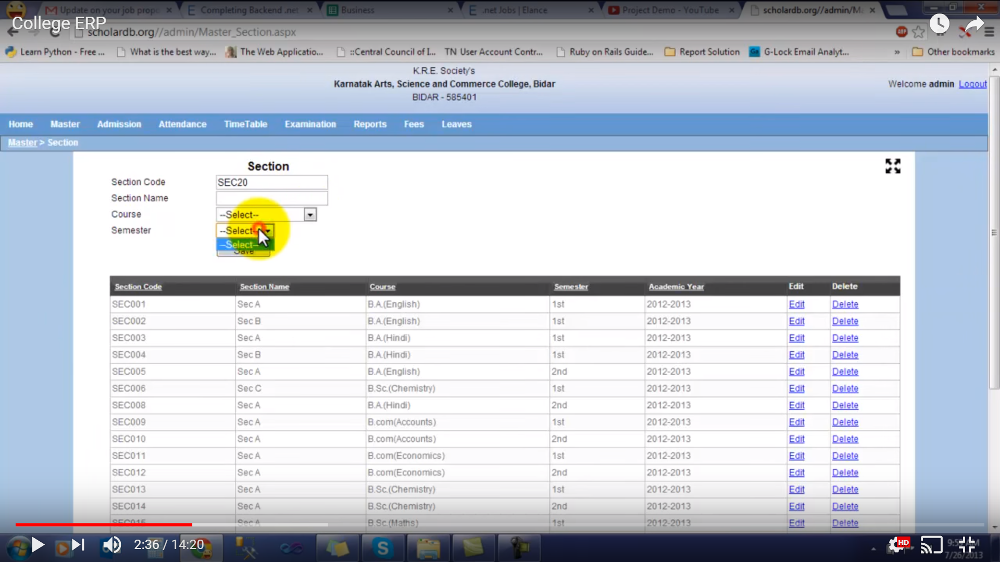 Update on your job propo
Completing Backend .net
Business
.net Jobs | Elance
Project Demo - YouTube
scholardb.org//admin/Ma
College ERP
scholardb.org//admin/Master_Section.aspx
ABP
Learn Python - Free ...
What is the best way...
The Web Applicatio...
::Central Council of I...
TN User Account Contr...
Ruby on Rails Guide...
Report Solution
G-Lock Email Analyt...
»
Other bookmarks
K.R.E. Society's
Karnatak Arts, Science and Commerce College, Bidar
BIDAR - 585401
Welcome admin Logout
Home Master Admission Attendance TimeTable Examination Reports Fees Leaves
Master > Section
Section
Section Code SEC20
Section Name
Course --Select--
Semester --Select--
--Select--
Save
Section Code Section Name Course Semester Academic Year Edit Delete
SEC001 Sec A B.A.(English) 1st 2012-2013 Edit Delete
SEC002 Sec B B.A.(English) 1st 2012-2013 Edit Delete
SEC003 Sec A B.A.(Hindi) 1st 2012-2013 Edit Delete
SEC004 Sec B B.A.(Hindi) 1st 2012-2013 Edit Delete
SEC005 Sec A B.A.(English) 2nd 2012-2013 Edit Delete
SEC006 Sec C B.Sc.(Chemistry) 1st 2012-2013 Edit Delete
SEC008 Sec A B.A.(Hindi) 2nd 2012-2013 Edit Delete
SEC009 Sec A B.com(Accounts) 1st 2012-2013 Edit Delete
SEC010 Sec A B.com(Accounts) 2nd 2012-2013 Edit Delete
SEC011 Sec A B.com(Economics) 1st 2012-2013 Edit Delete
SEC012 Sec A B.com(Economics) 2nd 2012-2013 Edit Delete
SEC013 Sec A B.Sc.(Chemistry) 1st 2012-2013 Edit Delete
SEC014 Sec A B.Sc.(Chemistry) 2nd 2012-2013 Edit Delete
SEC015 Sec A B.Sc.(Maths) 1st 2012-2013 Edit Delete
2:36 / 14:20
HD
7/26/2013